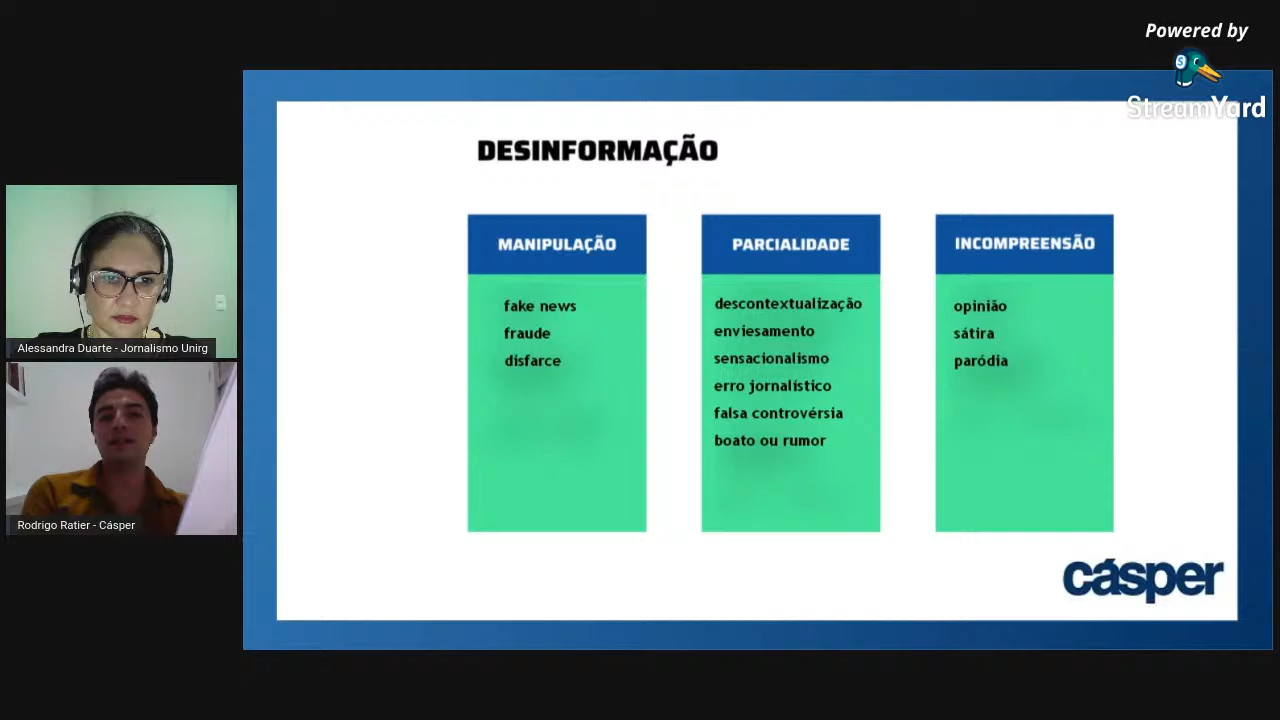 Powered by
StreamYard
DESINFORMAÇÃO
MANIPULAÇÃO
fake news
fraude
disfarce
PARCIALIDADE
descontextualização
enviesamento
sensacionalismo
erro jornalístico
falsa controvérsia
boato ou rumor
INCOMPREENSÃO
opinião
sátira
paródia
cásper
Alessandra Duarte - Jornalismo Unirg
Rodrigo Ratier - Cásper